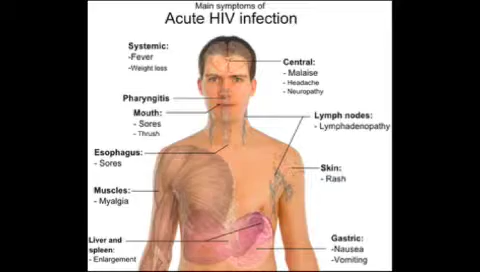 Main symptoms of
Acute HIV infection
Systemic:
-Fever
-Weight loss
Central:
- Malaise
- Headache
- Neuropathy
Pharyngitis
Mouth:
- Sores
- Thrush
Lymph nodes:
- Lymphadenopathy
Esophagus:
- Sores
Skin:
- Rash
Muscles:
- Myalgia
Liver and
spleen:
- Enlargement
Gastric:
-Nausea
-Vomiting